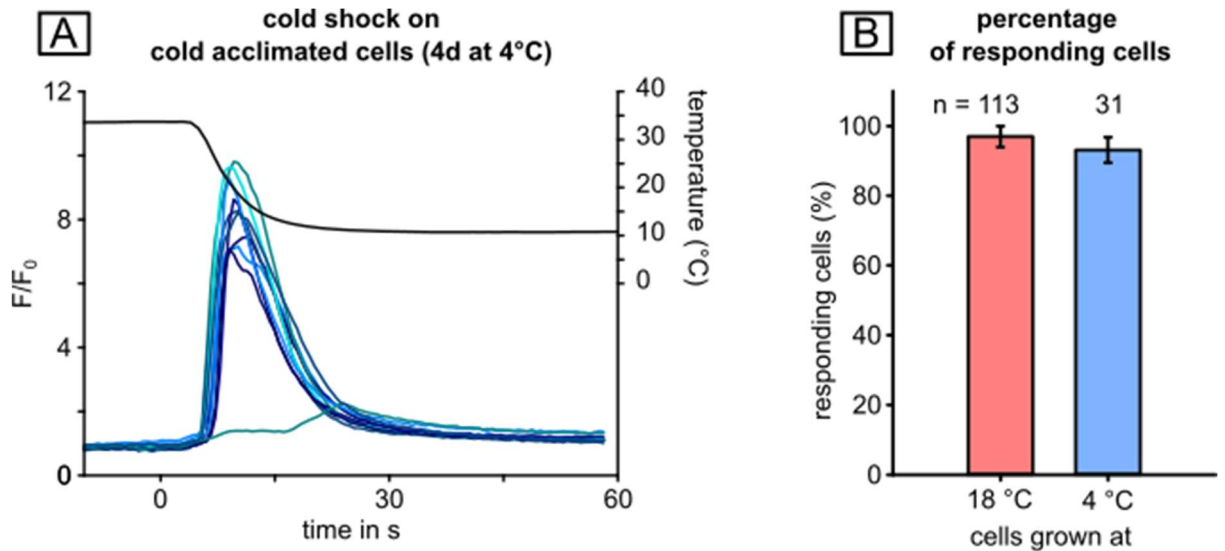 A
cold shock on
cold acclimated cells (4d at 4°C)
12
8
4
0
F/F0
40
30
20
10
0
temperature (°C)
0
30
60
time in s
B
percentage
of responding cells
n = 113
31
100
80
60
40
20
0
responding cells (%)
18 °C
4 °C
cells grown at